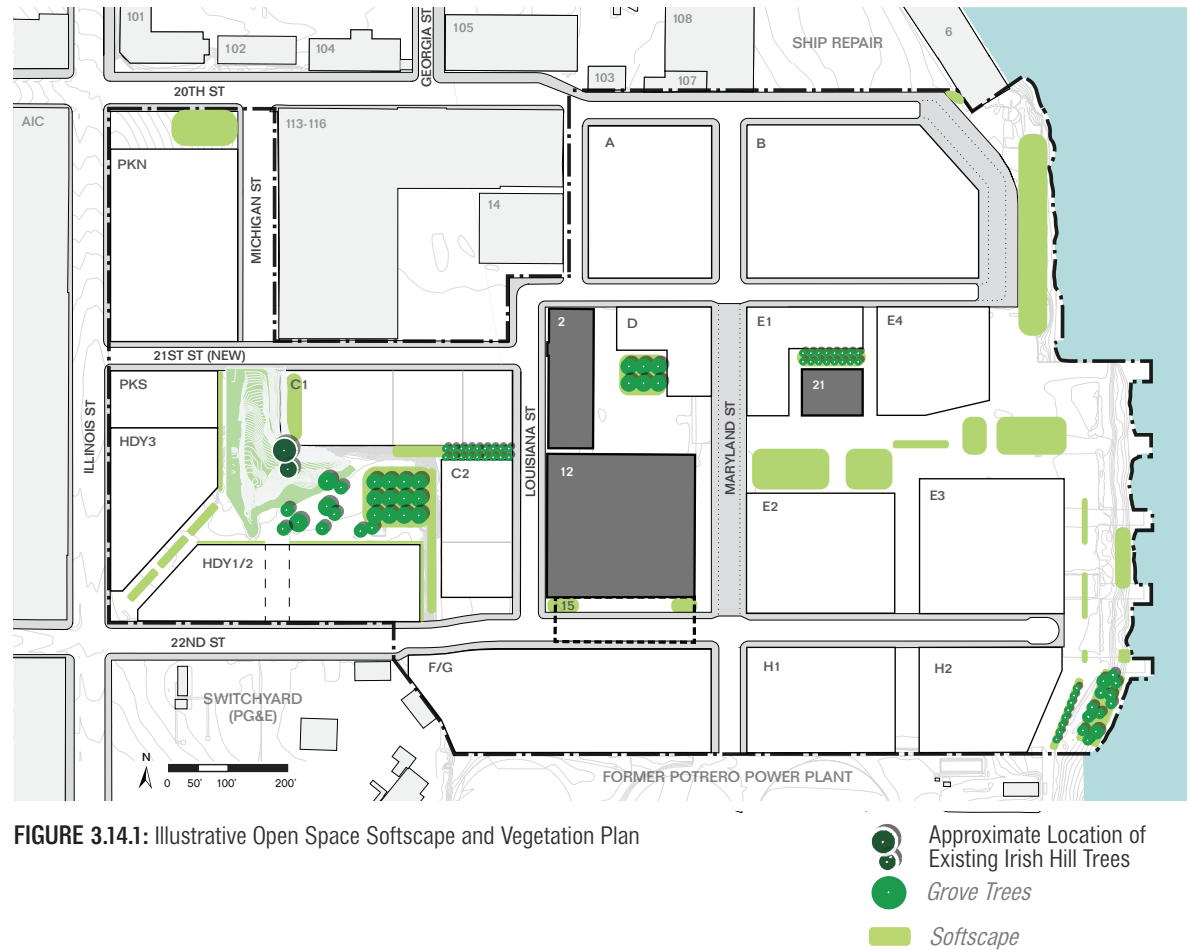 101
102
104
GEORGIA ST
105
108
103
107
SHIP REPAIR
6
20TH ST
AIC
113-116
PKN
MICHIGAN ST
14
A
B
2
D
E1
E4
21ST ST (NEW)
PKS
C1
21
ILLINOIS ST
HDY3
LOUISIANA ST
MARYLAND ST
12
C2
E2
E3
HDY1/2
15
22ND ST
F/G
H1
H2
SWITCHYARD
(PG&E)
N
0 50' 100' 200'
FORMER POTRERO POWER PLANT
FIGURE 3.14.1: Illustrative Open Space Softscape and Vegetation Plan
Approximate Location of
Existing Irish Hill Trees
Grove Trees
Softscape